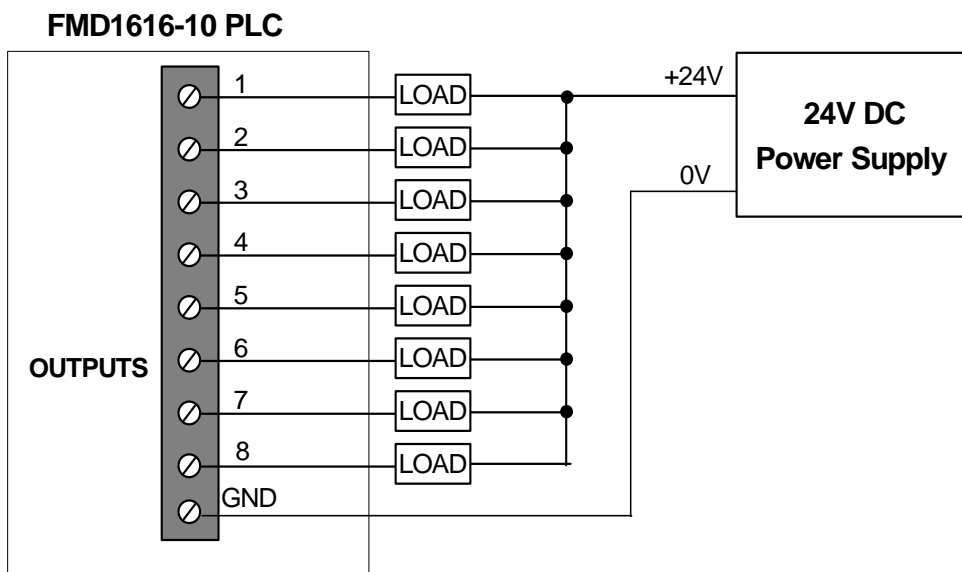 FMD1616-10 PLC
1
LOAD
+24V
24V DC
Power Supply
2
LOAD
0V
3
LOAD
4
LOAD
5
LOAD
6
LOAD
OUTPUTS
7
LOAD
8
LOAD
GND